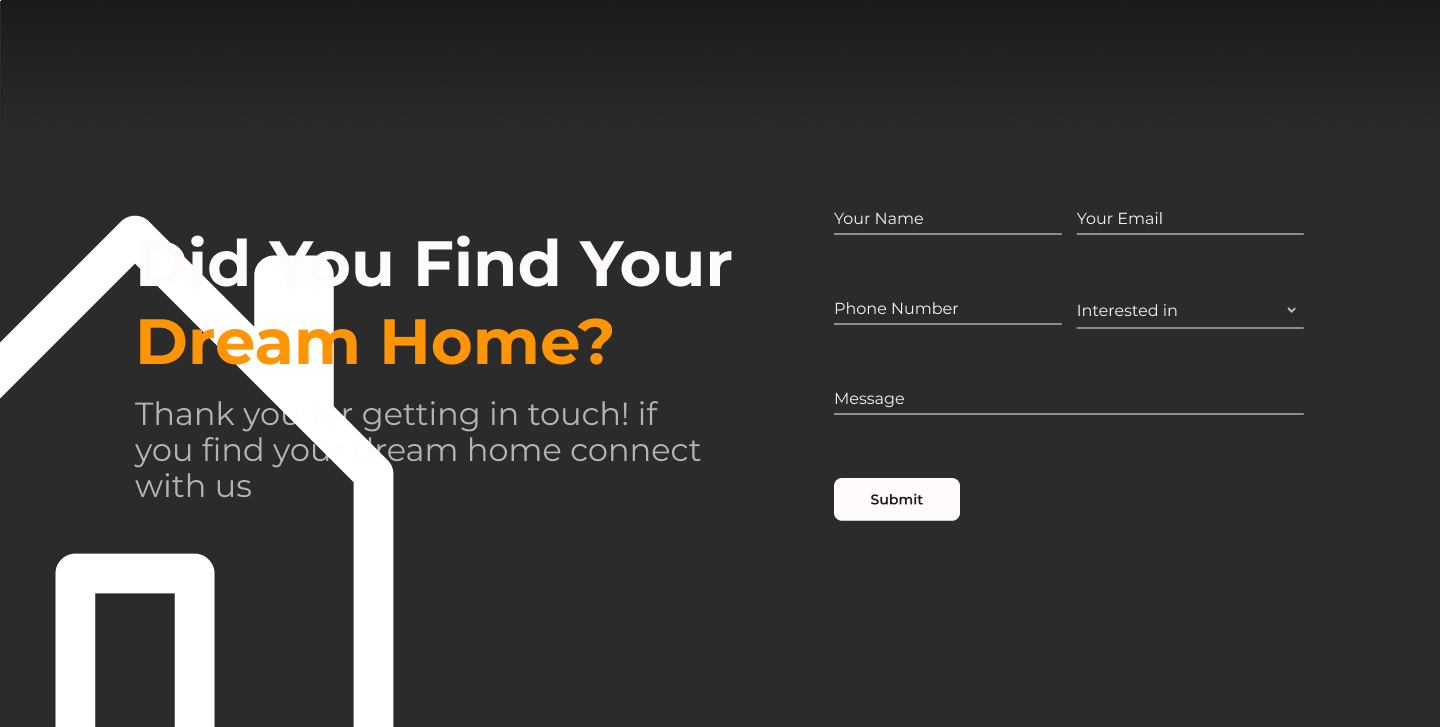 Did You Find Your
Dream Home?
Thank you for getting in touch! if
you find your dream home connect
with us
Your Name
Your Email
Phone Number
Interested in
Message
Submit